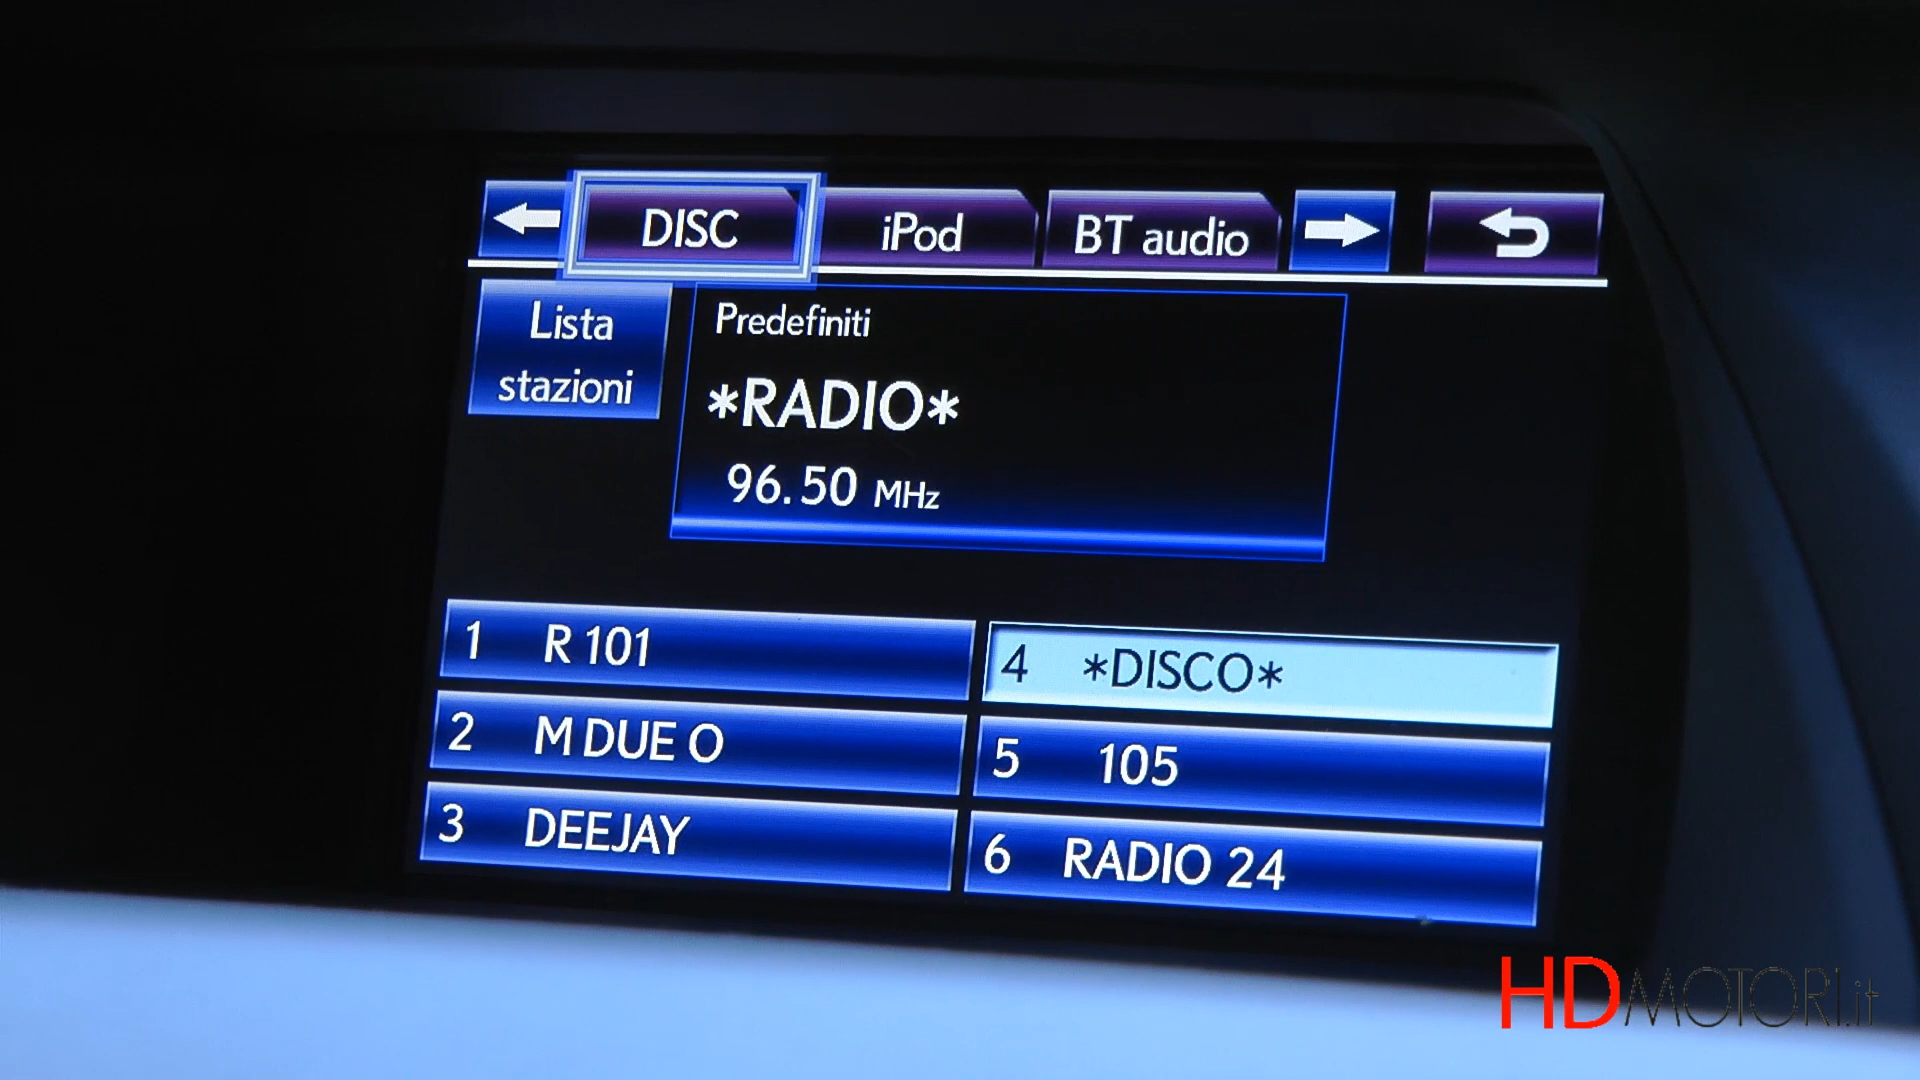 DISC
iPod
BT audio
Lista
stazioni
Predefiniti
*RADIO*
96.50 MHz
1 R 101
2 M DUE O
3 DEEJAY
4 *DISCO*
5 105
6 RADIO 24
HDMOTORI.it